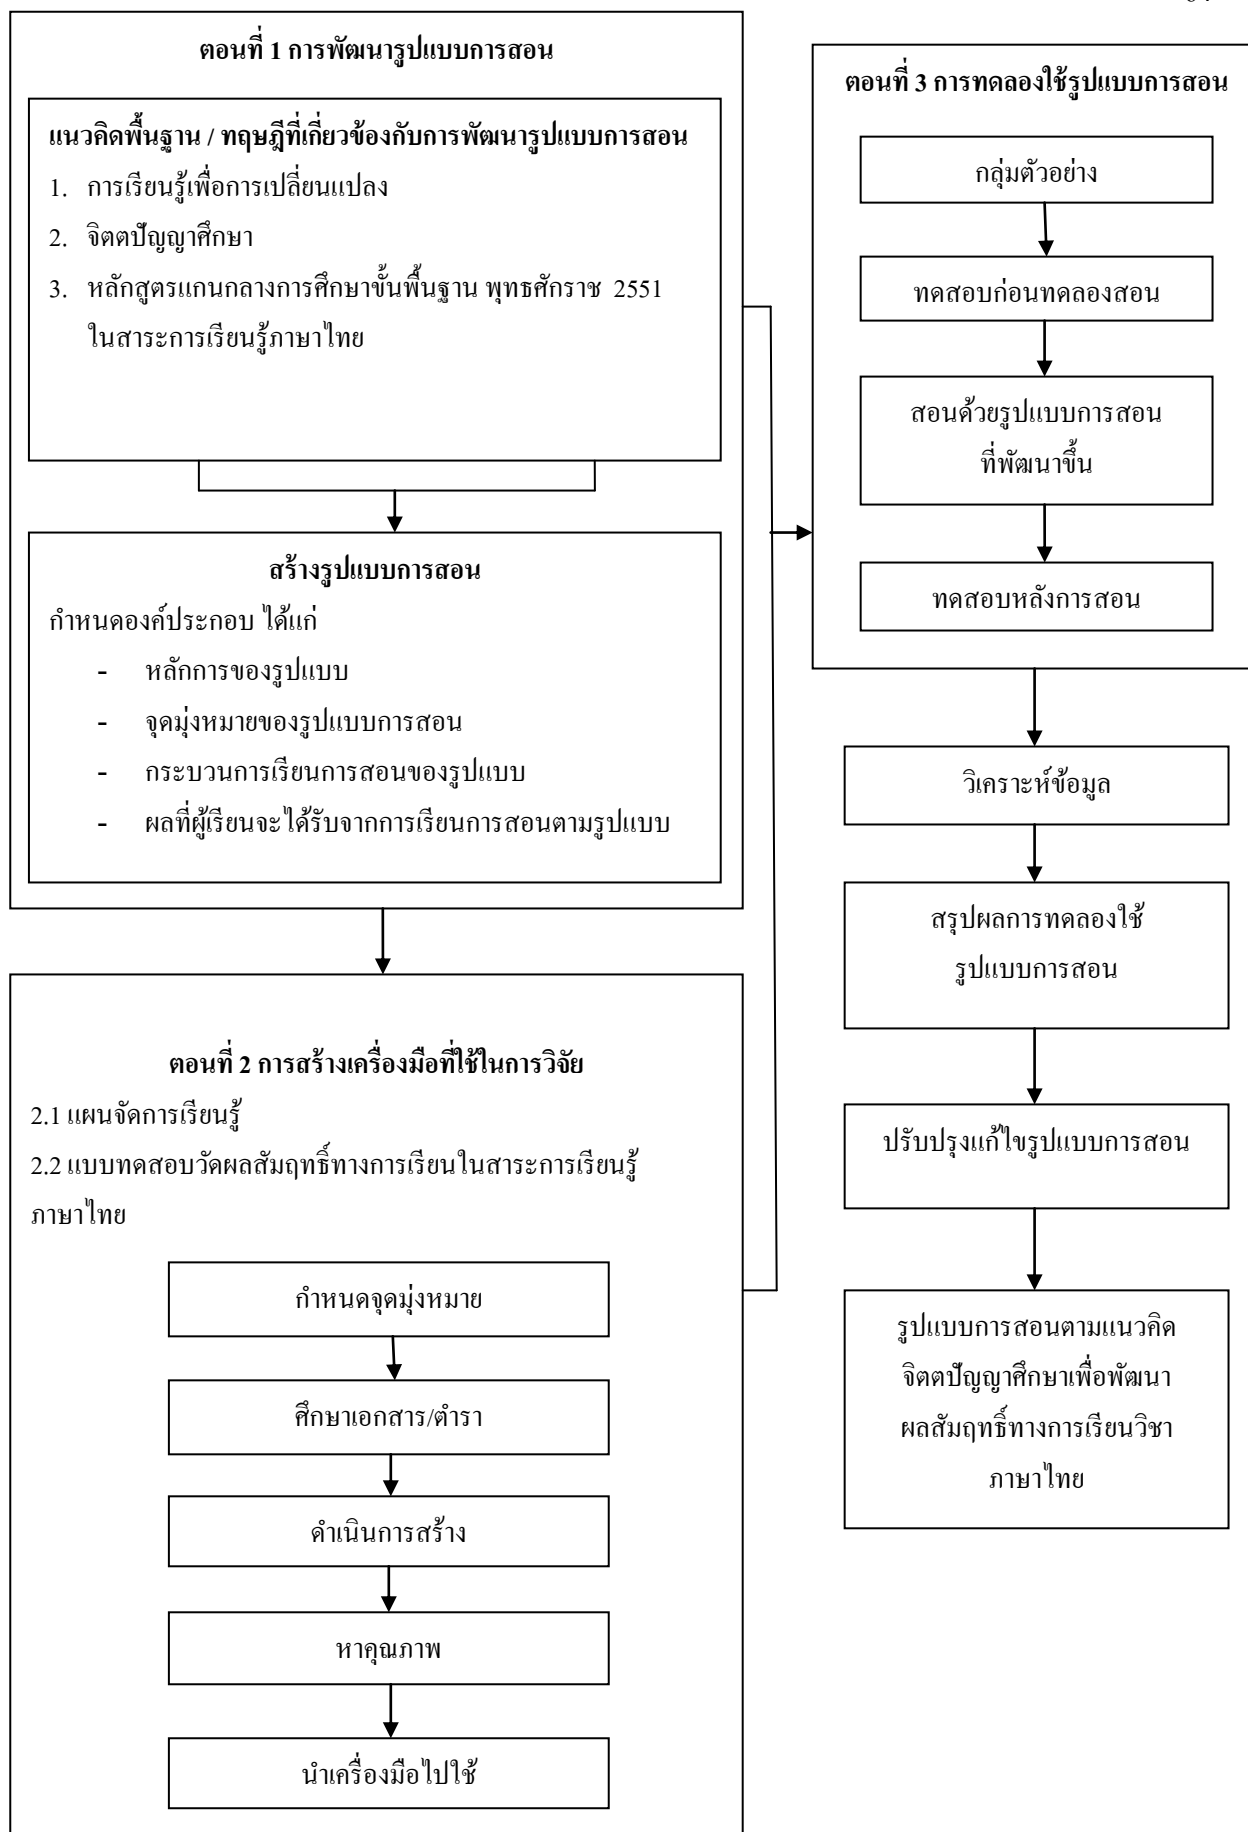 ตอนที่ 1 การพัฒนารูปแบบการสอน
แนวคิดพื้นฐาน / ทฤษฎีที่เกี่ยวข้องกับการพัฒนารูปแบบการสอน
1. การเรียนรู้เพื่อการเปลี่ยนแปลง
2. จิตตปัญญาศึกษา
3. หลักสูตรแกนกลางการศึกษาขั้นพื้นฐาน พุทธศักราช 2551
ในสาระการเรียนรู้ภาษาไทย
สร้างรูปแบบการสอน
กำหนดองค์ประกอบ ได้แก่
- หลักการของรูปแบบ
- จุดมุ่งหมายของรูปแบบการสอน
- กระบวนการเรียนการสอนของรูปแบบ
- ผลที่ผู้เรียนจะได้รับจากการเรียนการสอนตามรูปแบบ
ตอนที่ 2 การสร้างเครื่องมือที่ใช้ในการวิจัย
2.1 แผนจัดการเรียนรู้
2.2 แบบทดสอบวัดผลสัมฤทธิ์ทางการเรียนในสาระการเรียนรู้
ภาษาไทย
กำหนดจุดมุ่งหมาย
ศึกษาเอกสาร/ตำรา
ดำเนินการสร้าง
หาคุณภาพ
นำเครื่องมือไปใช้
ตอนที่ 3 การทดลองใช้รูปแบบการสอน
กลุ่มตัวอย่าง
ทดสอบก่อนทดลองสอน
สอนด้วยรูปแบบการสอน
ที่พัฒนาขึ้น
ทดสอบหลังการสอน
วิเคราะห์ข้อมูล
สรุปผลการทดลองใช้
รูปแบบการสอน
ปรับปรุงแก้ไขรูปแบบการสอน
รูปแบบการสอนตามแนวคิด
จิตตปัญญาศึกษาเพื่อพัฒนา
ผลสัมฤทธิ์ทางการเรียนวิชา
ภาษาไทย